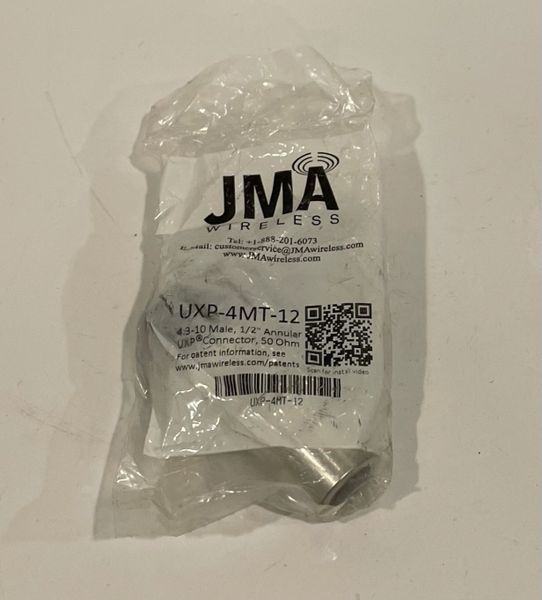 JMA
WIRELESS
Tel: +1-888-201-6073
E-mail: customerservice@JMAwireless.com
www.JMAwireless.com
UXP-4MT-12
4.3-10 Male, 1/2" Annular
UXP®Connector, 50 Ohm
For patent information, see
www.jmawireless.com/patents
Scan for install video
UXP-4MT-12